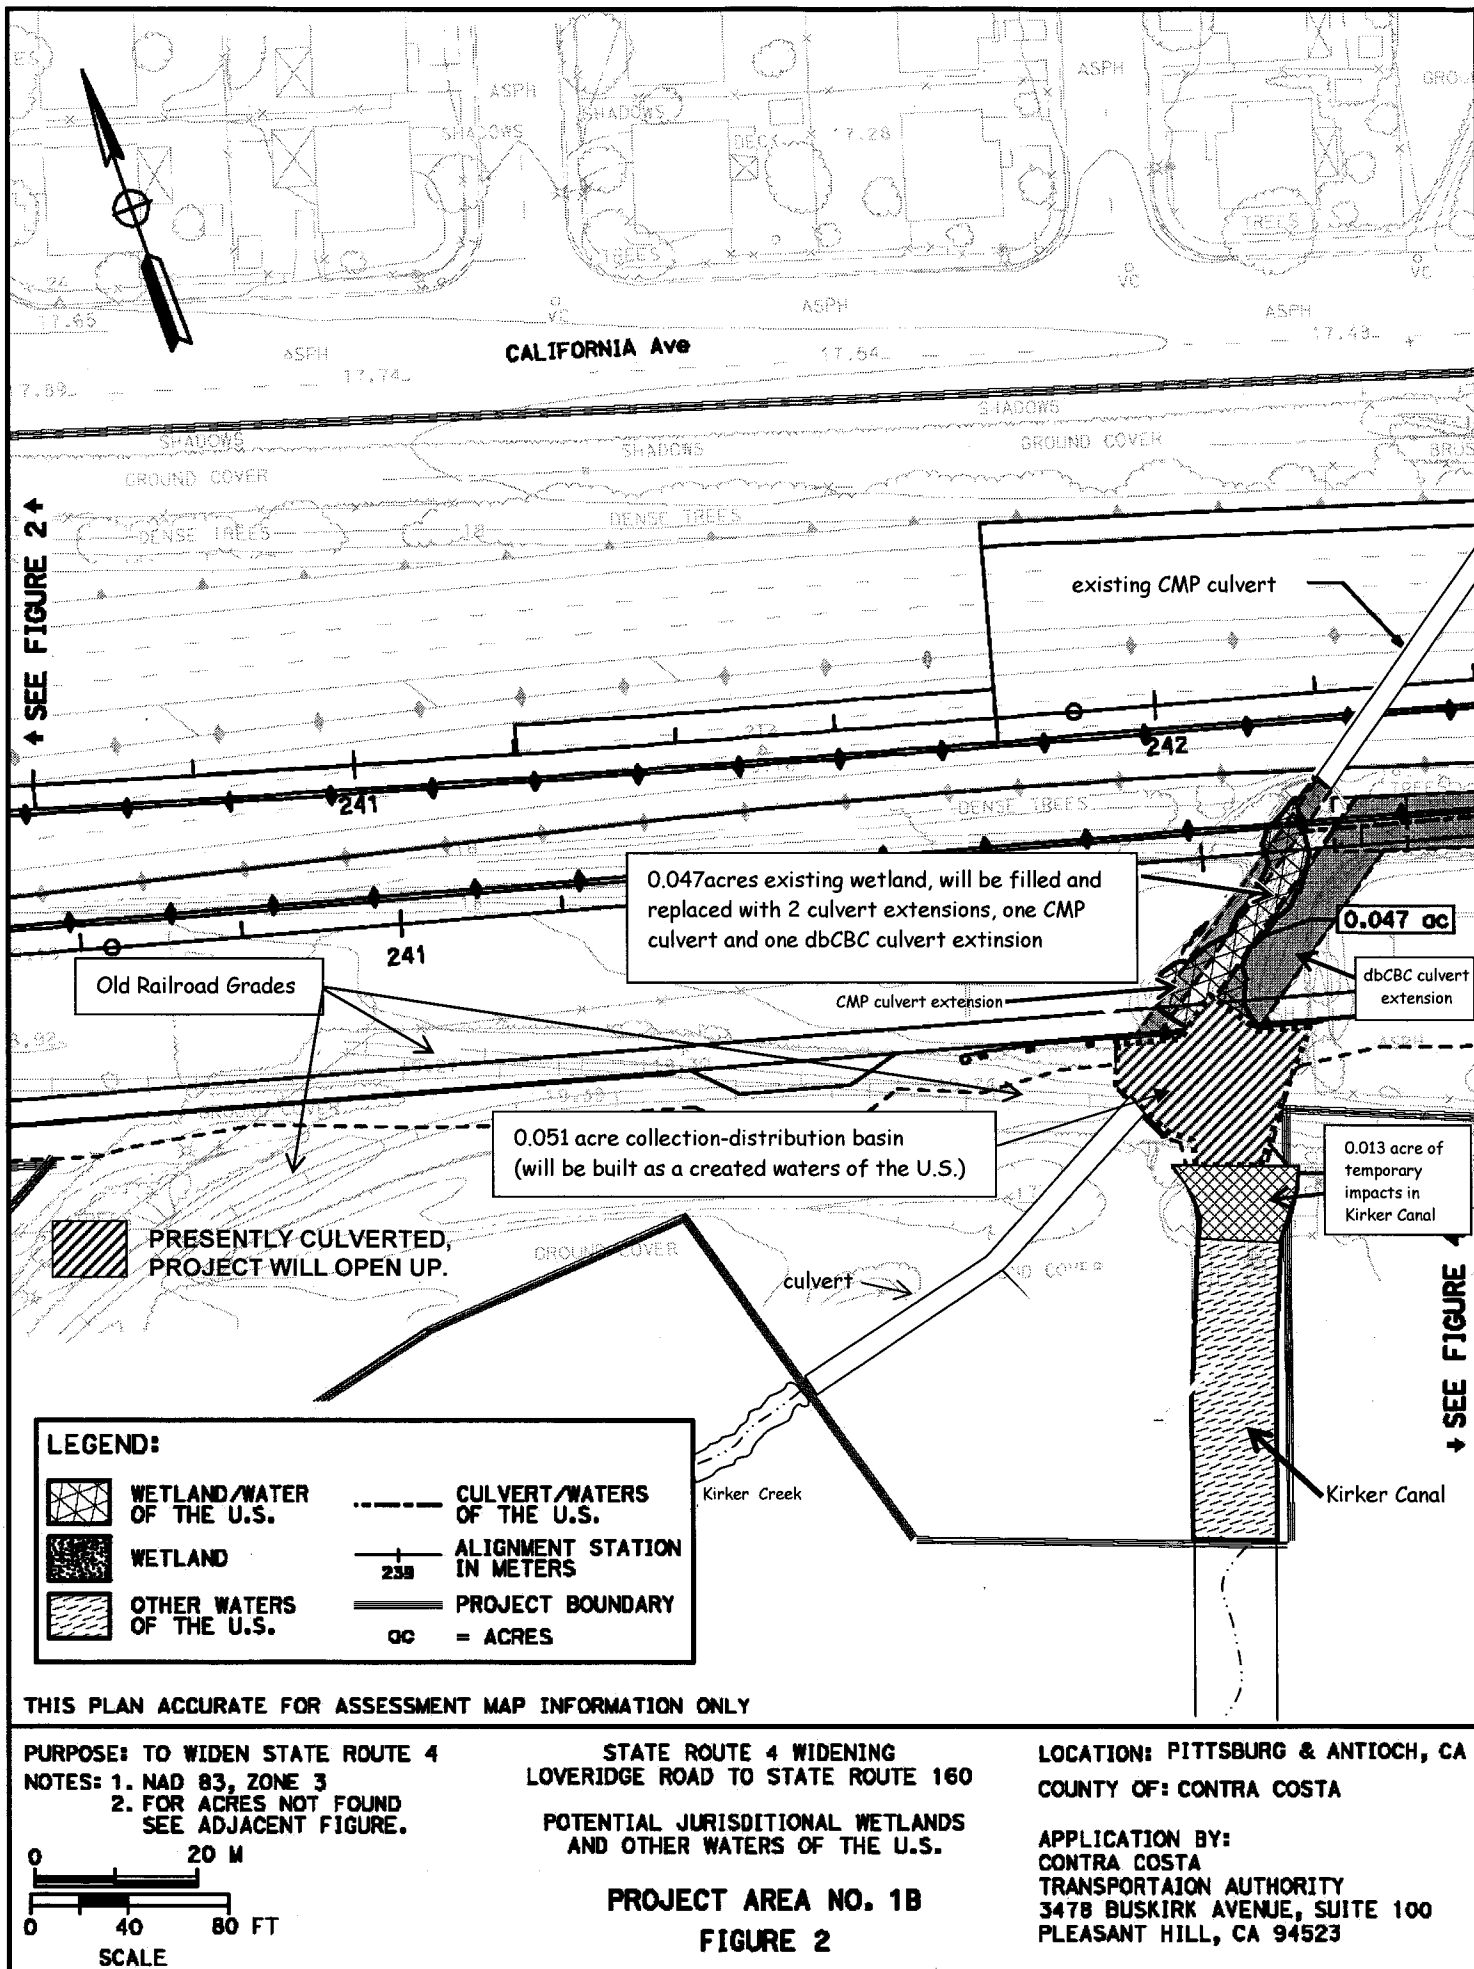 ASPH
ASPH
GRO
SHADOWS
SHADOWS
DECK
17.28
TREES
TREES
VC
VC
VC
17.65
ASPH
ASPH
ASPH
CALIFORNIA Ave
17.54
17.43
7.89
17.74
SHADOWS
SHADOWS
SHADOWS
GROUND COVER
GROUND COVER
BRUS
DENSE TREES
DENSE TREES
18
↑ SEE FIGURE 2 ↑
existing CMP culvert
242
241
DENSE TREES
TREES
0.047acres existing wetland, will be filled and
replaced with 2 culvert extensions, one CMP
culvert and one dbCBC culvert extinsion
0.047 ac
241
Old Railroad Grades
CMP culvert extension
dbCBC culvert
extension
ASPH
GROUND COVER
0.051 acre collection-distribution basin
(will be built as a created waters of the U.S.)
0.013 acre of
temporary
impacts in
Kirker Canal
PRESENTLY CULVERTED,
PROJECT WILL OPEN UP.
GROUND COVER
ND COVER
culvert
↓ SEE FIGURE
Kirker Creek
Kirker Canal
LEGEND:
WETLAND/WATER
OF THE U.S.
CULVERT/WATERS
OF THE U.S.
WETLAND
239
ALIGNMENT STATION
IN METERS
OTHER WATERS
OF THE U.S.
PROJECT BOUNDARY
ac = ACRES
THIS PLAN ACCURATE FOR ASSESSMENT MAP INFORMATION ONLY
PURPOSE: TO WIDEN STATE ROUTE 4
NOTES: 1. NAD 83, ZONE 3
2. FOR ACRES NOT FOUND
SEE ADJACENT FIGURE.
0 20 M
0 40 80 FT
SCALE
STATE ROUTE 4 WIDENING
LOVERIDGE ROAD TO STATE ROUTE 160
POTENTIAL JURISDITIONAL WETLANDS
AND OTHER WATERS OF THE U.S.
PROJECT AREA NO. 1B
FIGURE 2
LOCATION: PITTSBURG & ANTIOCH, CA
COUNTY OF: CONTRA COSTA
APPLICATION BY:
CONTRA COSTA
TRANSPORTAION AUTHORITY
3478 BUSKIRK AVENUE, SUITE 100
PLEASANT HILL, CA 94523